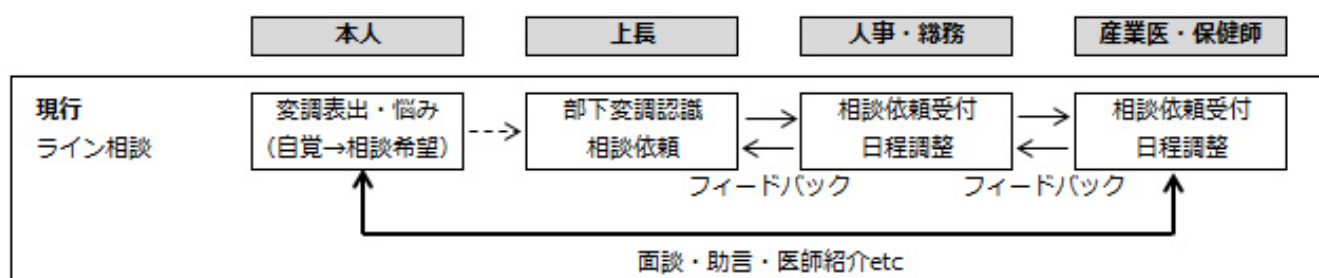 本人 上長 人事・総務 産業医・保健師
現行
ライン相談
変調表出・悩み
(自覚→相談希望)
部下変調認識
相談依頼
相談依頼受付
日程調整
相談依頼受付
日程調整
フィードバック フィードバック
面談・助言・医師紹介etc